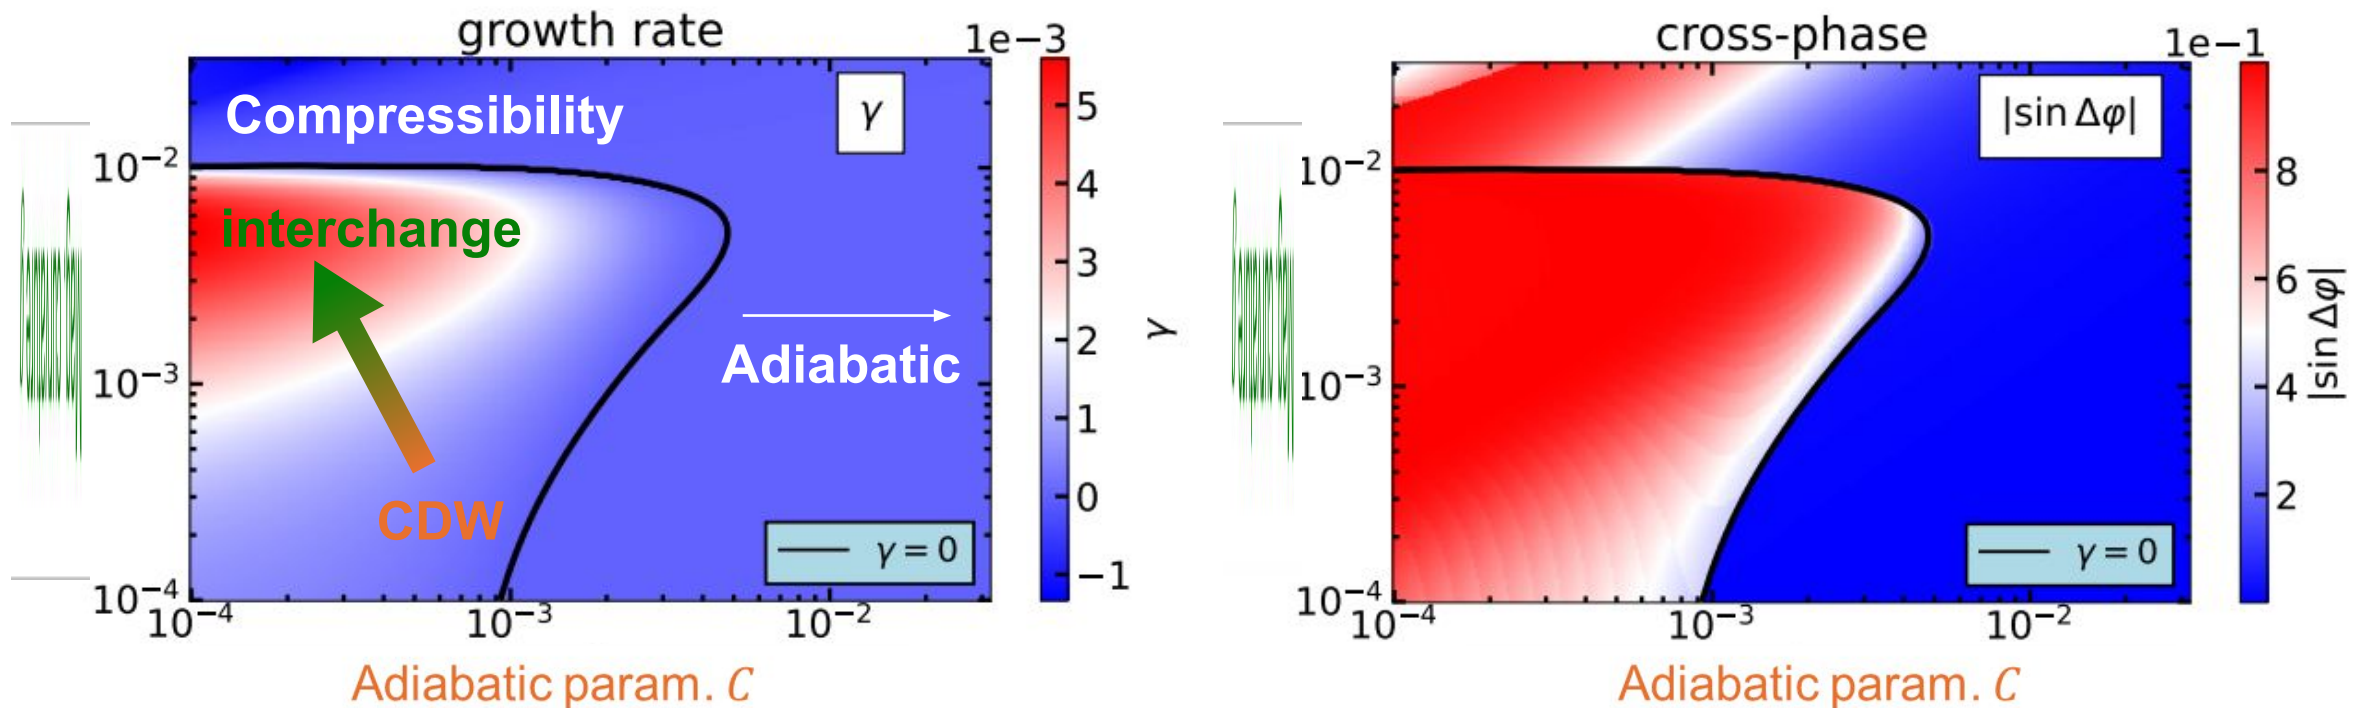 growth rate
1e−3
Compressibility
γ
interchange
CDW
Adiabatic
γ = 0
10⁻²
10⁻³
10⁻⁴
10⁻⁴
10⁻³
10⁻²
Adiabatic param. C
5
4
3
2
1
0
−1
γ
cross-phase
1e−1
|sin Δφ|
γ = 0
10⁻²
10⁻³
10⁻⁴
10⁻⁴
10⁻³
10⁻²
Adiabatic param. C
8
6
4
2
|sin Δφ|